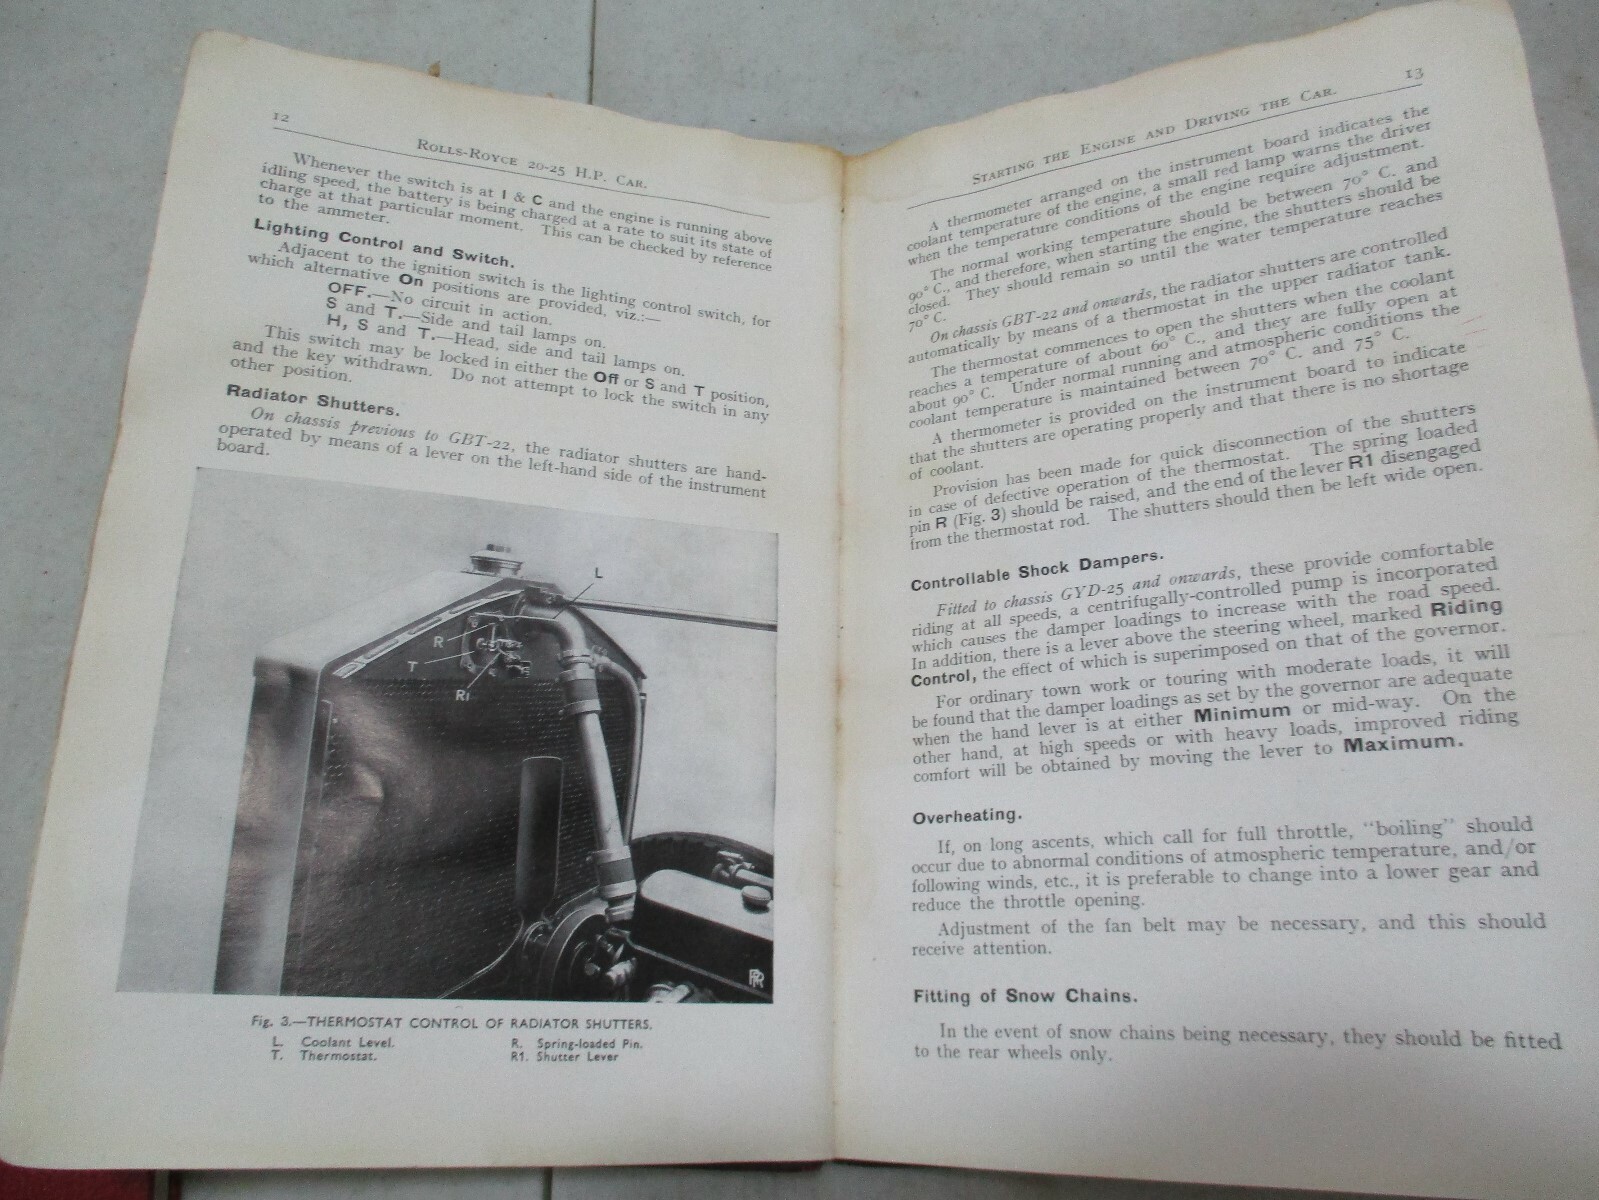 12
ROLLS-ROYCE 20-25 H.P. CAR.
Whenever the switch is at I & C and the engine is running above
idling speed, the battery is being charged at a rate to suit its state of
charge at that particular moment. This can be checked by reference
to the ammeter.
Lighting Control and Switch.
Adjacent to the ignition switch is the lighting control switch, for
which alternative On positions are provided, viz.:—
OFF.—No circuit in action.
S and T.—Side and tail lamps on.
H, S and T.—Head, side and tail lamps on.
This switch may be locked in either the Off or S and T position,
and the key withdrawn. Do not attempt to lock the switch in any
other position.
Radiator Shutters.
On chassis previous to GBT-22, the radiator shutters are hand-
operated by means of a lever on the left-hand side of the instrument
board.
L
R
T
R1
RR
Fig. 3.—THERMOSTAT CONTROL OF RADIATOR SHUTTERS.
L. Coolant Level. R. Spring-loaded Pin.
T. Thermostat. R1. Shutter Lever
13
STARTING THE ENGINE AND DRIVING THE CAR.
A thermometer arranged on the instrument board indicates the
coolant temperature of the engine, a small red lamp warns the driver
when the temperature conditions of the engine require adjustment.
The normal working temperature should be between 70° C. and
90° C., and therefore, when starting the engine, the shutters should be
closed. They should remain so until the water temperature reaches
70° C.
On chassis GBT-22 and onwards, the radiator shutters are controlled
automatically by means of a thermostat in the upper radiator tank.
The thermostat commences to open the shutters when the coolant
reaches a temperature of about 60° C., and they are fully open at
about 90° C. Under normal running and atmospheric conditions the
coolant temperature is maintained between 70° C. and 75° C.
A thermometer is provided on the instrument board to indicate
that the shutters are operating properly and that there is no shortage
of coolant.
Provision has been made for quick disconnection of the shutters
in case of defective operation of the thermostat. The spring loaded
pin R (Fig. 3) should be raised, and the end of the lever R1 disengaged
from the thermostat rod. The shutters should then be left wide open.
Controllable Shock Dampers.
Fitted to chassis GYD-25 and onwards, these provide comfortable
riding at all speeds, a centrifugally-controlled pump is incorporated
which causes the damper loadings to increase with the road speed.
In addition, there is a lever above the steering wheel, marked Riding
Control, the effect of which is superimposed on that of the governor.
For ordinary town work or touring with moderate loads, it will
be found that the damper loadings as set by the governor are adequate
when the hand lever is at either Minimum or mid-way. On the
other hand, at high speeds or with heavy loads, improved riding
comfort will be obtained by moving the lever to Maximum.
Overheating.
If, on long ascents, which call for full throttle, "boiling" should
occur due to abnormal conditions of atmospheric temperature, and/or
following winds, etc., it is preferable to change into a lower gear and
reduce the throttle opening.
Adjustment of the fan belt may be necessary, and this should
receive attention.
Fitting of Snow Chains.
In the event of snow chains being necessary, they should be fitted
to the rear wheels only.